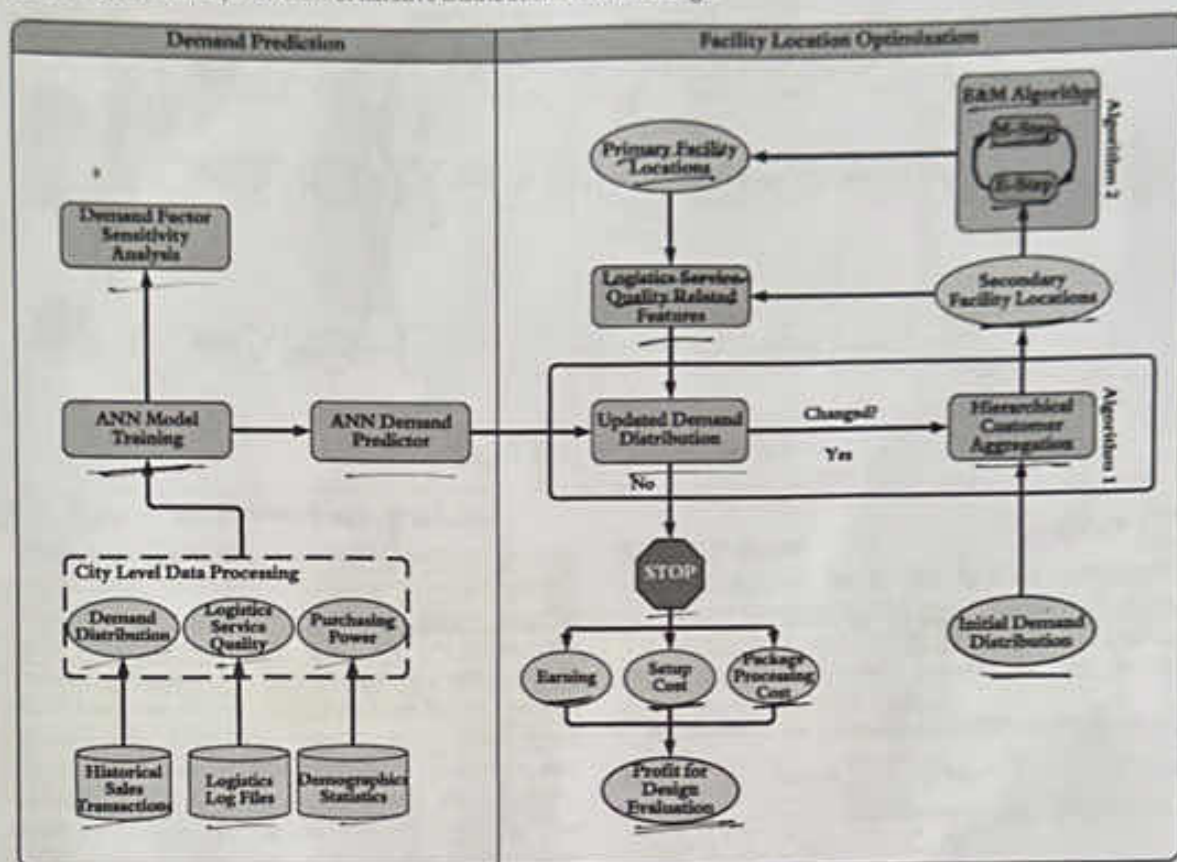 Demand Prediction
Facility Location Optimization
E&M Algorithm
M-Step
E-Step
Algorithm 2
Primary Facility
Locations
Demand Factor
Sensitivity
Analysis
Logistics Service
Quality Related
Features
Secondary
Facility Locations
ANN Model
Training
ANN Demand
Predictor
Updated Demand
Distribution
Changed?
Yes
No
Hierarchical
Customer
Aggregation
Algorithm 1
STOP
City Level Data Processing
Demand
Distribution
Logistics
Service
Quality
Purchasing
Power
Initial Demand
Distribution
Earning
Setup
Cost
Package
Processing
Cost
Historical
Sales
Transactions
Logistics
Log Files
Demographics
Statistics
Profit for
Design
Evaluation